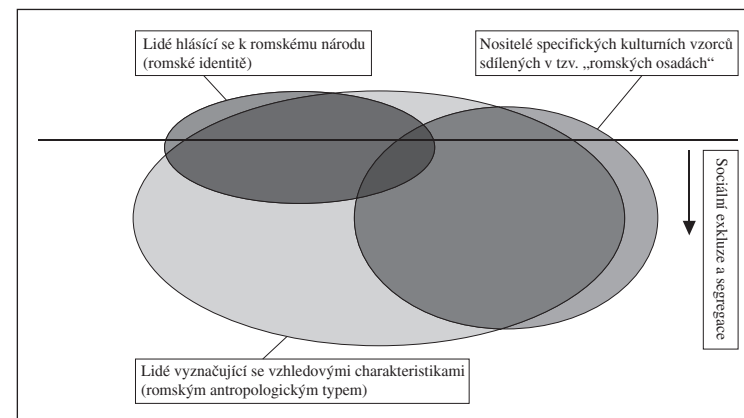 Lidé hlásící se k romskému národu
(romské identitě)
Nositelé specifických kulturních vzorců
sdílených v tzv. „romských osadách“
Sociální exkluze a segregace
Lidé vyznačující se vzhledovými charakteristikami
(romským antropologickým typem)